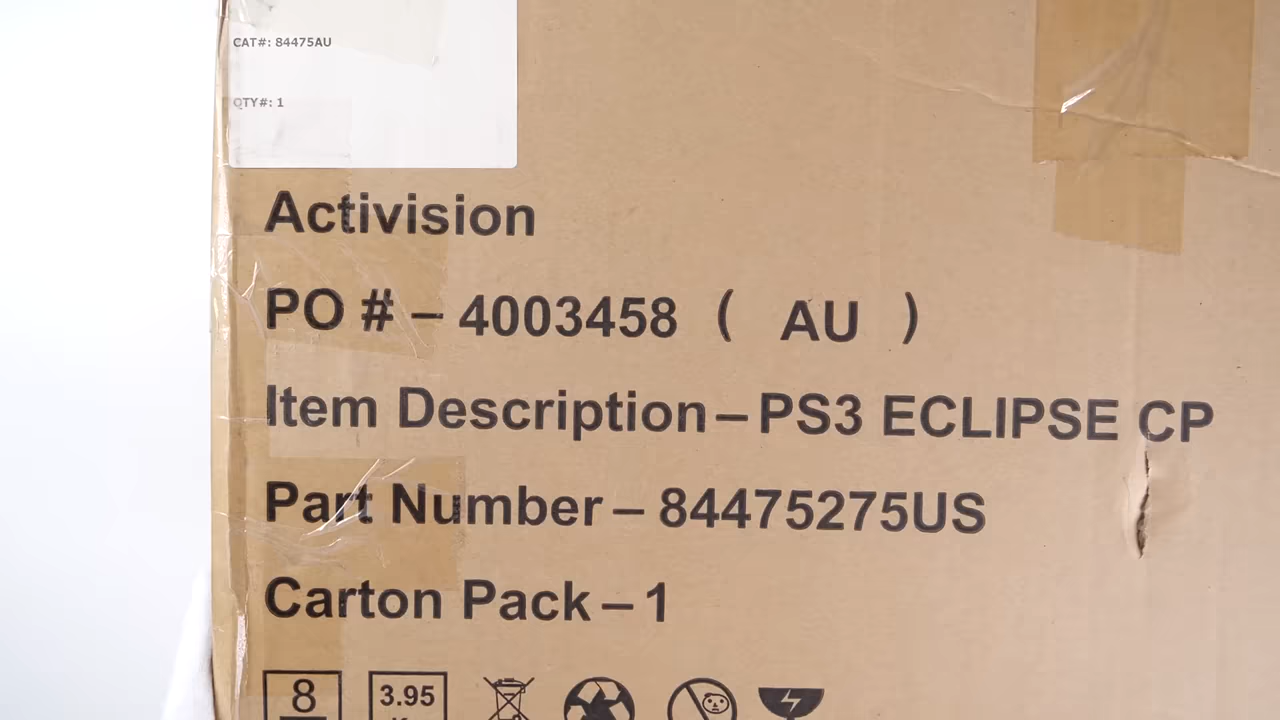 CAT#: 84475AU
QTY#: 1
Activision
PO # – 4003458 ( AU )
Item Description – PS3 ECLIPSE CP
Part Number – 84475275US
Carton Pack – 1
8
3.95